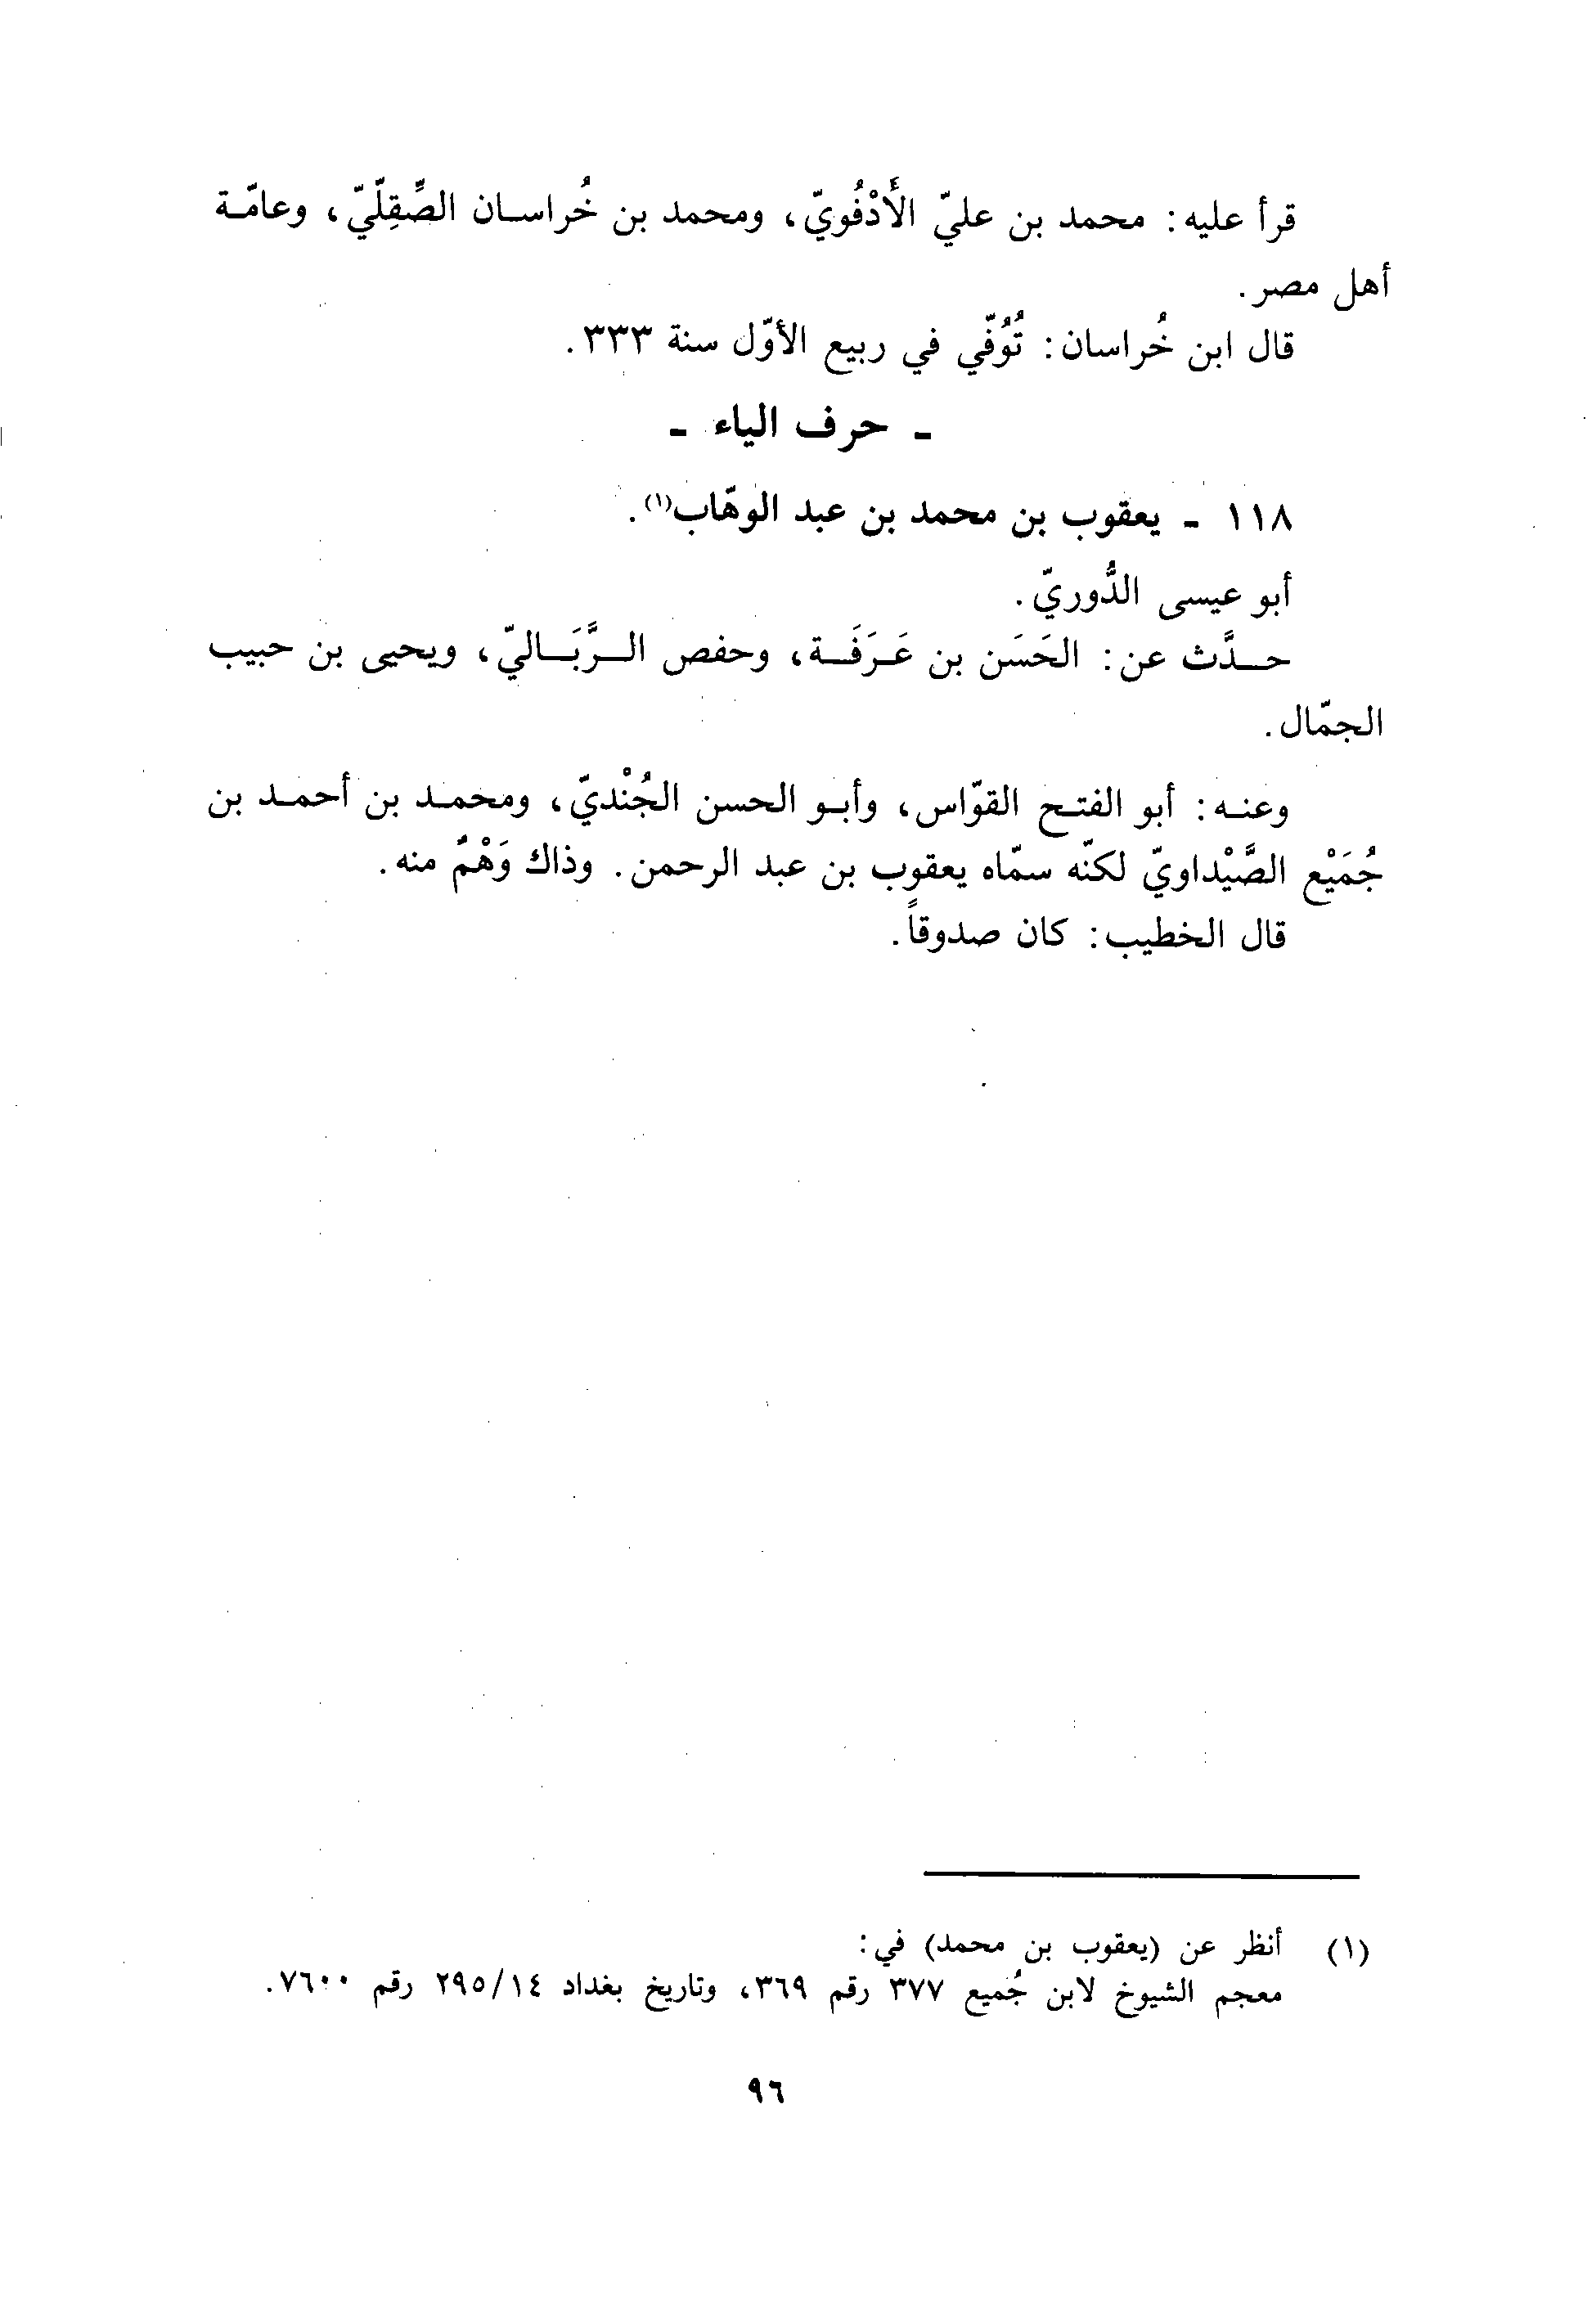 قرأ عليه: محمد بن عليّ الأُدْفُويّ، ومحمد بن خُراسان الصِّقِلّيّ، وعامّة
أهل مصر.
قال ابن خُراسان: تُوُفّي في ربيع الأوّل سنة ٣٣٣.
ـ حرف الياء ـ
١١٨ ـ يعقوب بن محمد بن عبد الوهّاب(١).
أبو عيسى الدُّوريّ.
حدَّث عن: الحَسَن بن عَرَفَة، وحفص الرَّبَاليّ، ويحيى بن حبيب
الجمّال.
وعنه: أبو الفتح القوّاس، وأبو الحسن الجُنْديّ، ومحمد بن أحمد بن
جُمَيْع الصَّيْداويّ لكنّه سمّاه يعقوب بن عبد الرحمن. وذاك وَهْمٌ منه.
قال الخطيب: كان صدوقاً.
(١) أنظر عن (يعقوب بن محمد) في:
معجم الشيوخ لابن جُميع ٣٧٧ رقم ٣٦٩، وتاريخ بغداد ٢٩٥/١٤ رقم ٧٦٠٠.
٩٦